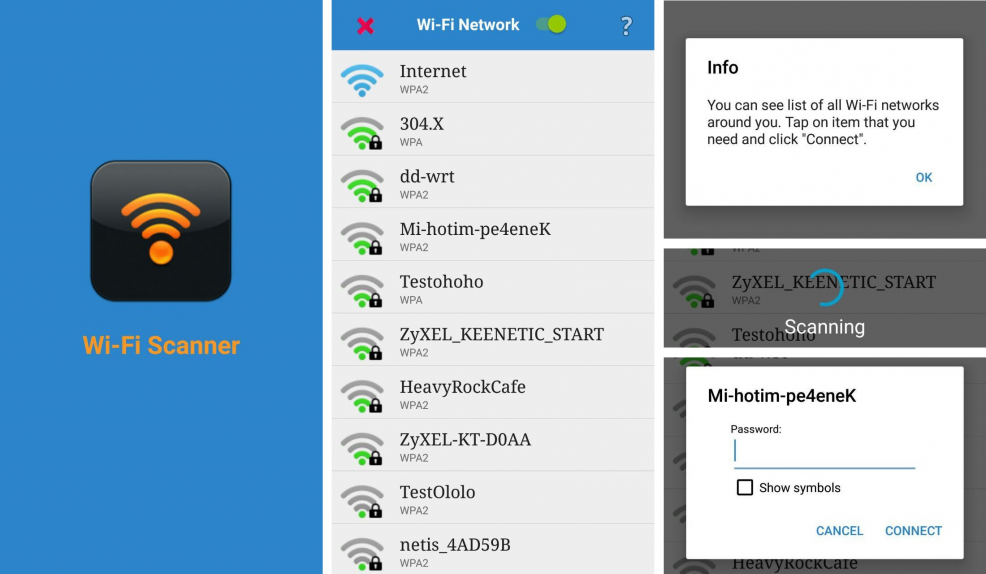 Wi-Fi Scanner
Wi-Fi Network
?
Internet
WPA2
304.X
WPA
dd-wrt
WPA2
Mi-hotim-pe4eneK
WPA2
Testohoho
WPA
ZyXEL_KEENETIC_START
WPA2
HeavyRockCafe
WPA2
ZyXEL-KT-D0AA
WPA2
TestOlolo
WPA2
netis_4AD59B
Info
You can see list of all Wi-Fi networks
around you. Tap on item that you
need and click "Connect".
OK
WPA2
ZyXEL_KEENETIC_START
WPA2
Scanning
Testohoho
Mi-hotim-pe4eneK
Password:
Show symbols
CANCEL
CONNECT
HeavyRockCafe